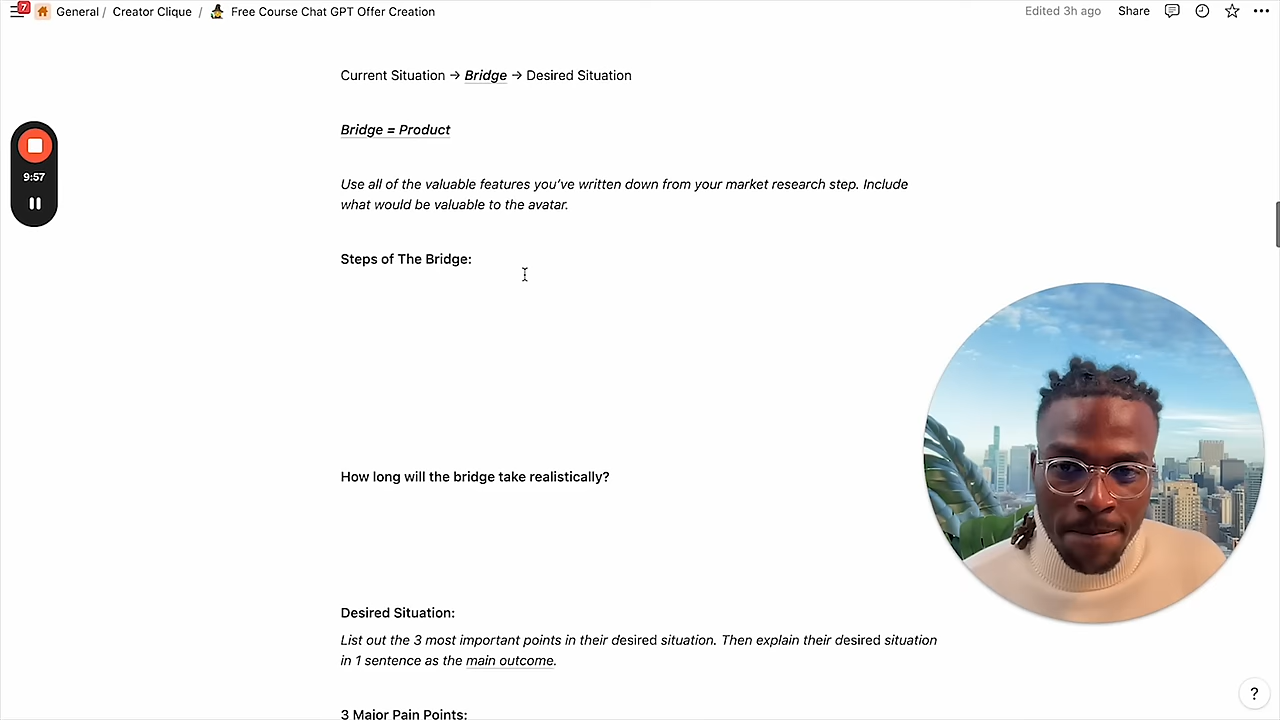 7
General / Creator Clique / Free Course Chat GPT Offer Creation
Edited 3h ago Share
Current Situation → Bridge → Desired Situation
Bridge = Product
9:57
Use all of the valuable features you've written down from your market research step. Include
what would be valuable to the avatar.
Steps of The Bridge:
How long will the bridge take realistically?
Desired Situation:
List out the 3 most important points in their desired situation. Then explain their desired situation
in 1 sentence as the main outcome.
?
3 Major Pain Points: